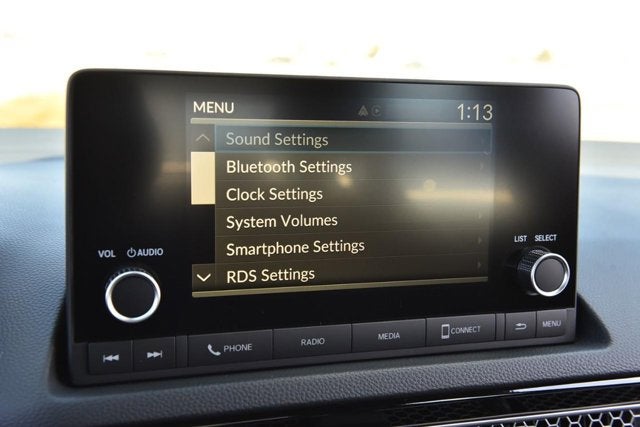 MENU 1:13
Sound Settings
Bluetooth Settings
Clock Settings
System Volumes
Smartphone Settings
RDS Settings
VOL AUDIO
LIST SELECT
PHONE RADIO MEDIA CONNECT MENU